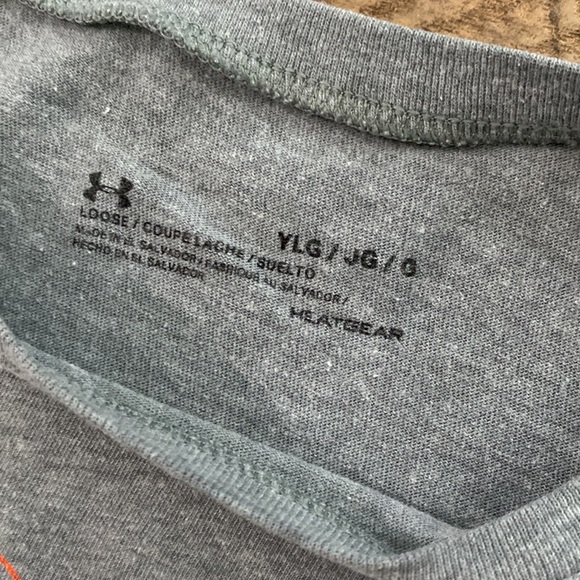 YLG / JG / G
LOOSE / COUPE LÂCHE / SUELTO
MADE IN EL SALVADOR / FABRIQUÉ AU SALVADOR /
HECHO EN EL SALVADOR
HEATGEAR